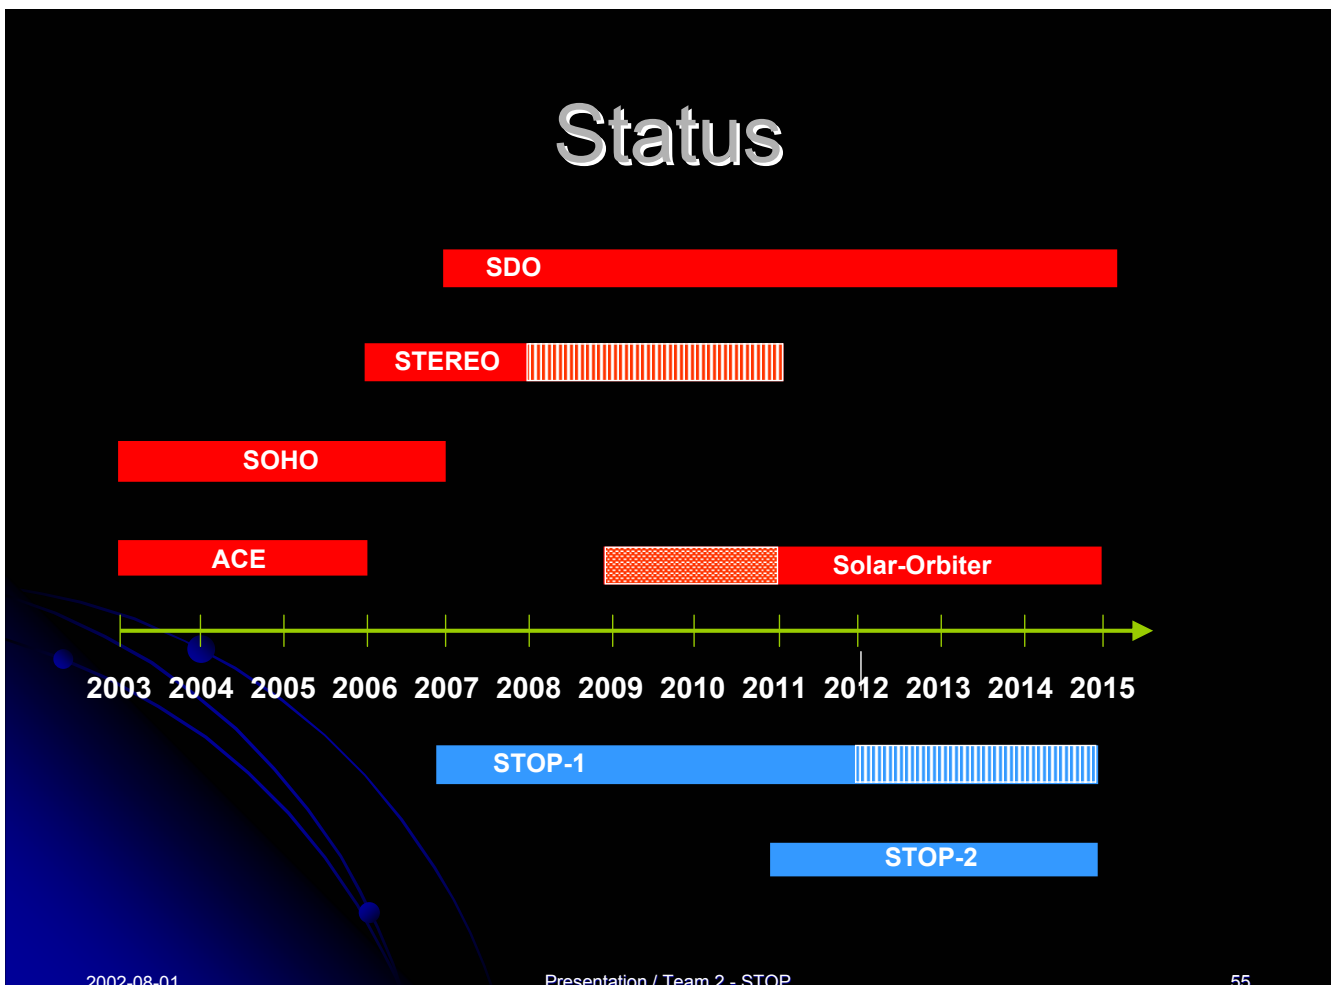 Status
SDO
STEREO
SOHO
ACE
Solar-Orbiter
2003 2004 2005 2006 2007 2008 2009 2010 2011 2012 2013 2014 2015
STOP-1
STOP-2
2002-08-01 Presentation / Team 2 - STOP 55